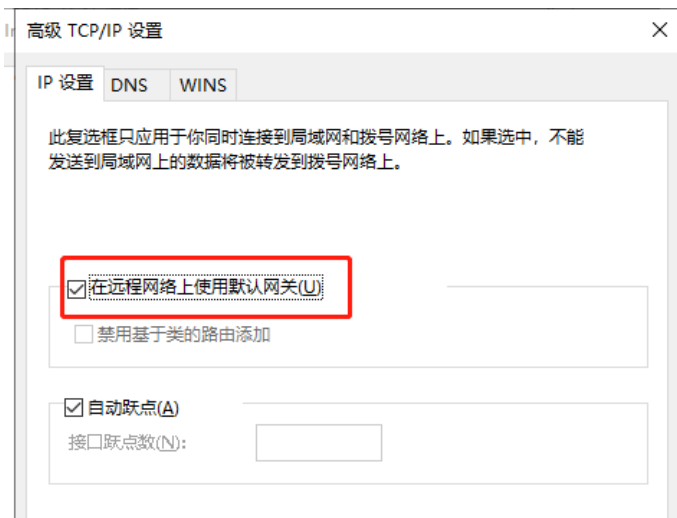 高级 TCP/IP 设置
IP 设置 DNS WINS
此复选框只应用于你同时连接到局域网和拨号网络上。如果选中，不能
发送到局域网上的数据将被转发到拨号网络上。
在远程网络上使用默认网关(U)
禁用基于类的路由添加
自动跃点(A)
接口跃点数(N):